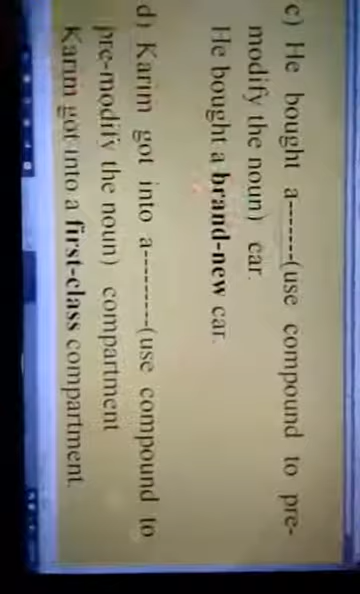 c) He bought a-------(use compound to pre-
modify the noun) car.
He bought a brand-new car.
d) Karim got into a---------(use compound to
pre-modify the noun) compartment
Karim got into a first-class compartment.